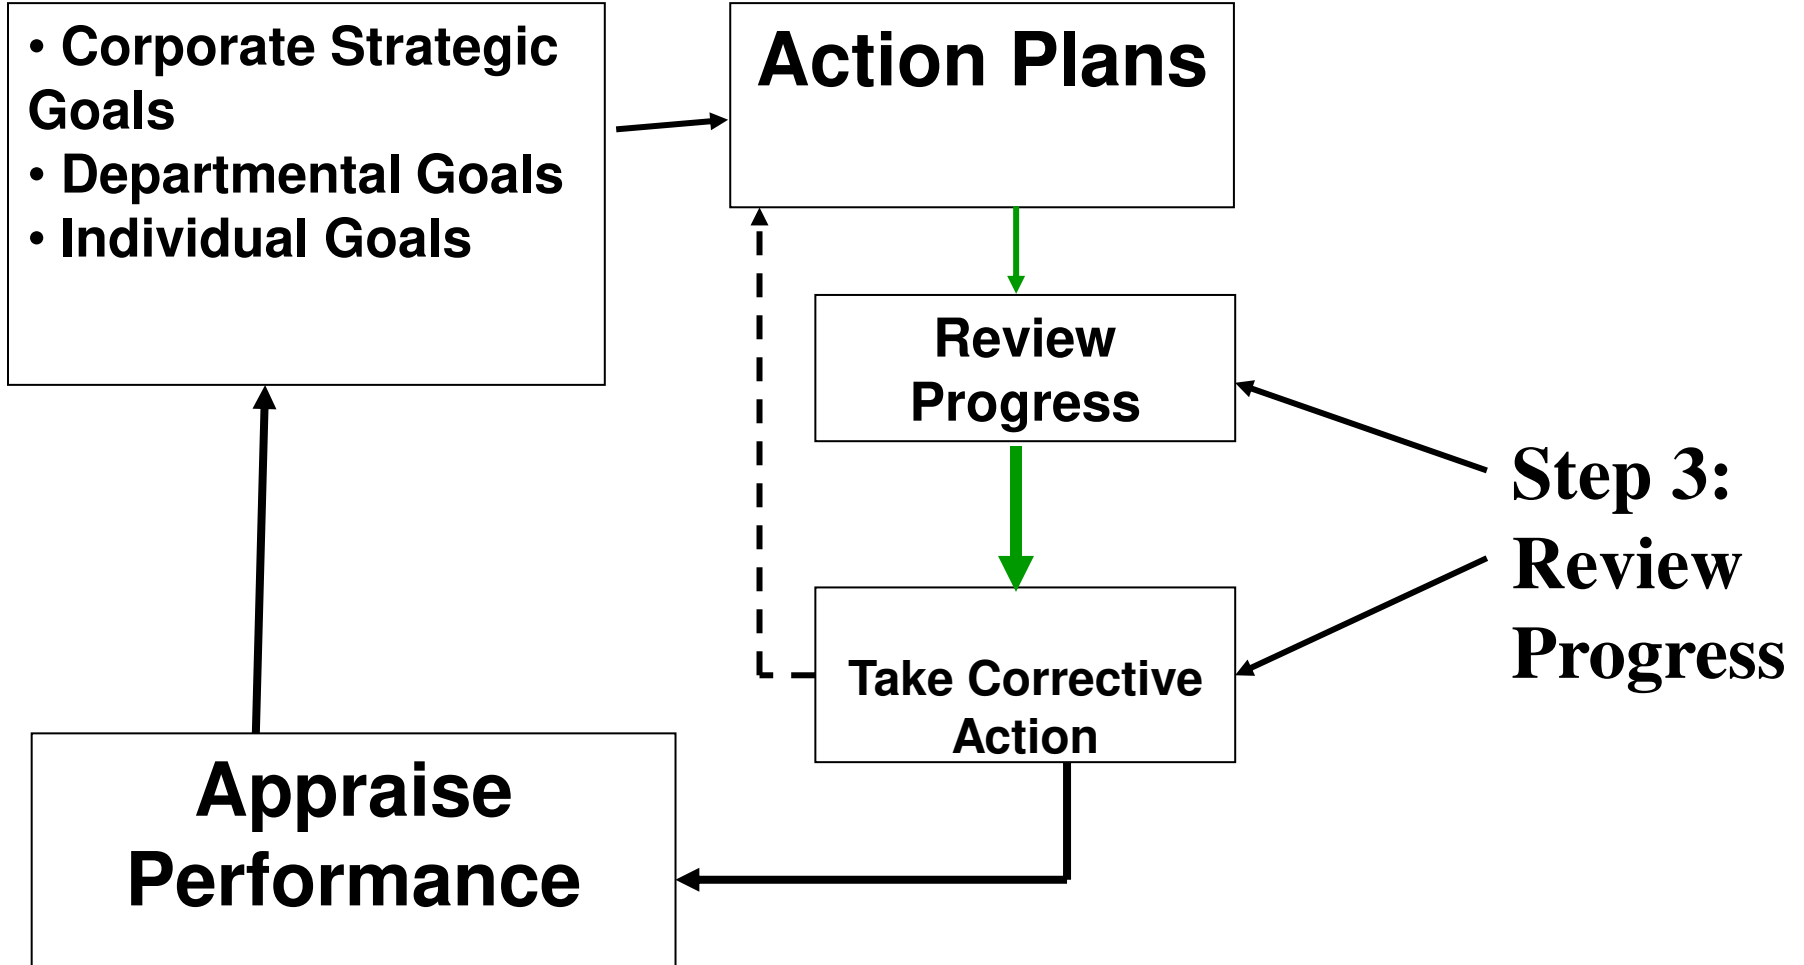 • Corporate Strategic
Goals
• Departmental Goals
• Individual Goals
Action Plans
Review
Progress
Step 3:
Review
Progress
Take Corrective
Action
Appraise
Performance